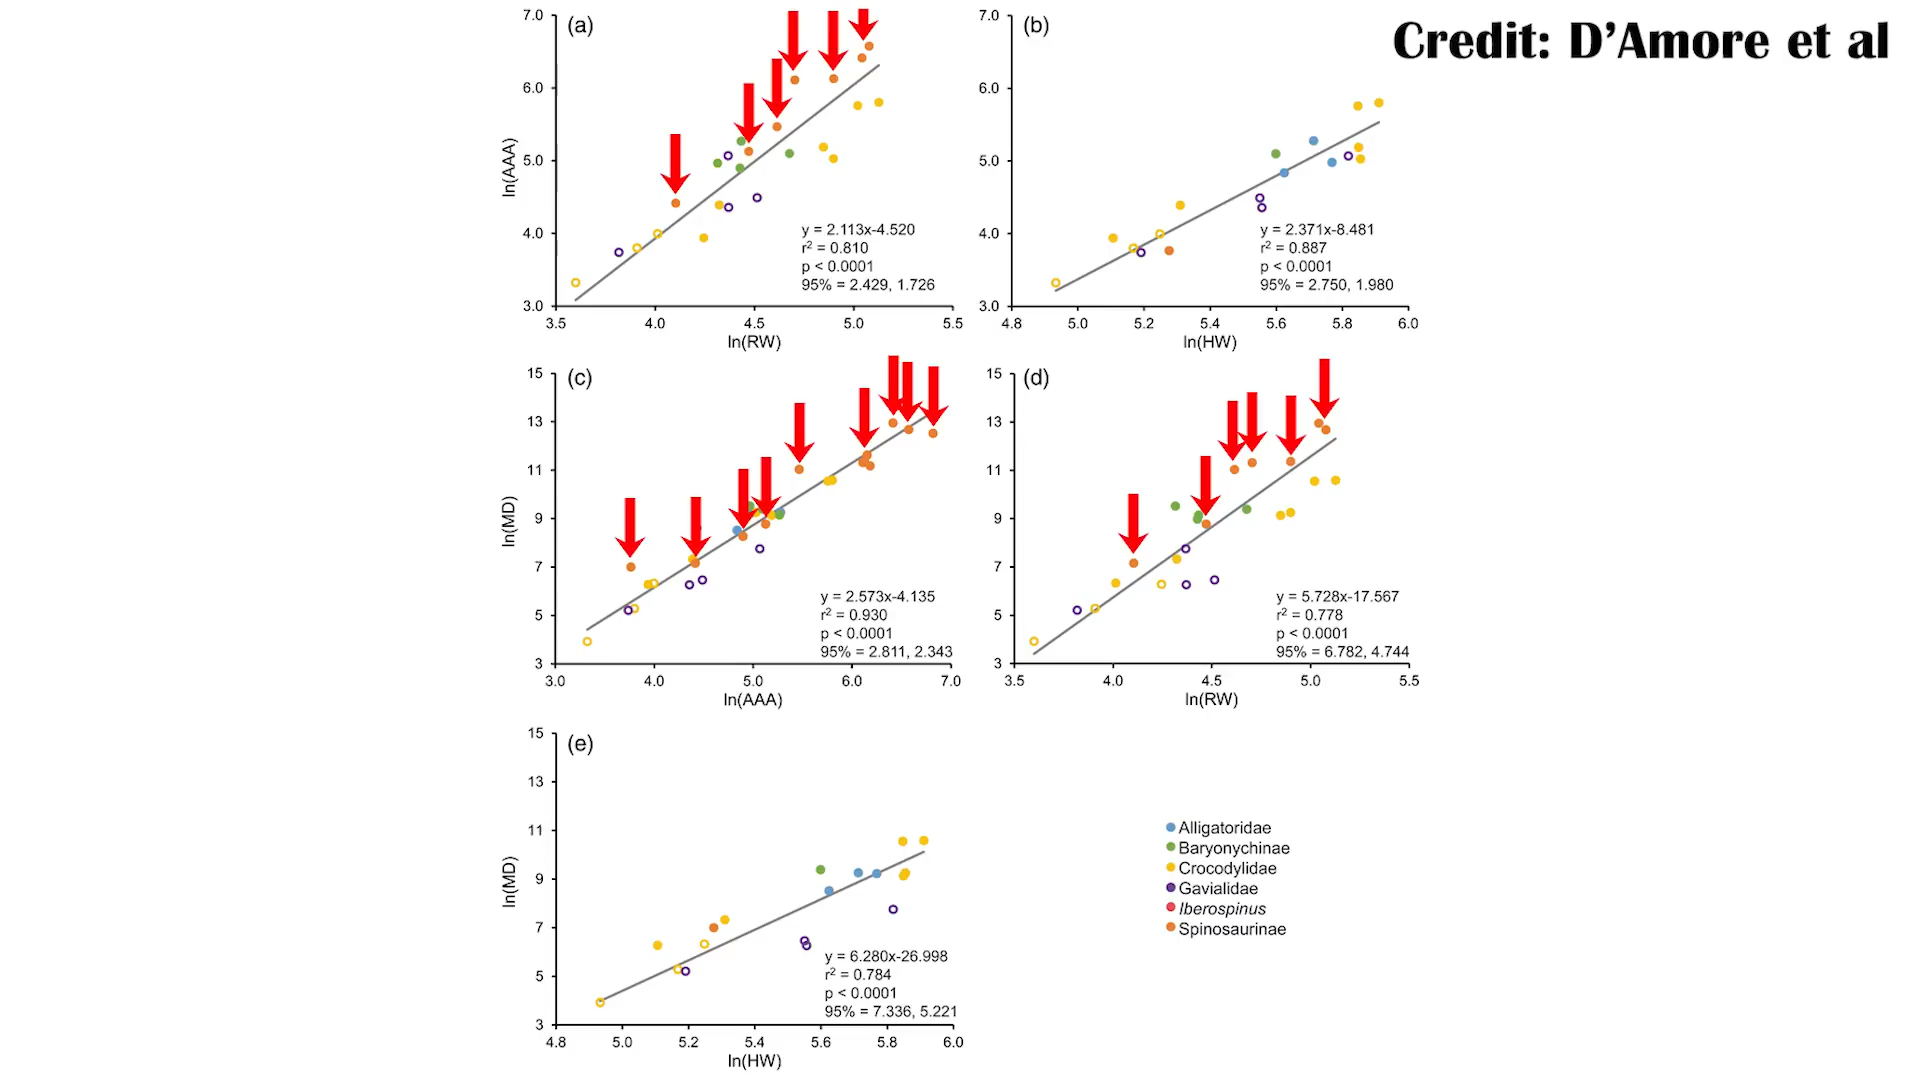 Credit: D'Amore et al
(a)
7.0
6.0
5.0
4.0
3.0
ln(AAA)
y = 2.113x-4.520
r² = 0.810
p < 0.0001
95% = 2.429, 1.726
3.5 4.0 4.5 5.0 5.5
ln(RW)
(b)
7.0
6.0
5.0
4.0
3.0
y = 2.371x-8.481
r² = 0.887
p < 0.0001
95% = 2.750, 1.980
4.8 5.0 5.2 5.4 5.6 5.8 6.0
ln(HW)
(c)
15
13
11
9
7
5
3
ln(MD)
y = 2.573x-4.135
r² = 0.930
p < 0.0001
95% = 2.811, 2.343
3.0 4.0 5.0 6.0 7.0
ln(AAA)
(d)
15
13
11
9
7
5
3
ln(MD)
y = 5.728x-17.567
r² = 0.778
p < 0.0001
95% = 6.782, 4.744
3.5 4.0 4.5 5.0 5.5
ln(RW)
(e)
15
13
11
9
7
5
3
ln(MD)
y = 6.280x-26.998
r² = 0.784
p < 0.0001
95% = 7.336, 5.221
4.8 5.0 5.2 5.4 5.6 5.8 6.0
ln(HW)
Alligatoridae
Baryonychinae
Crocodylidae
Gavialidae
Iberospinus
Spinosaurinae